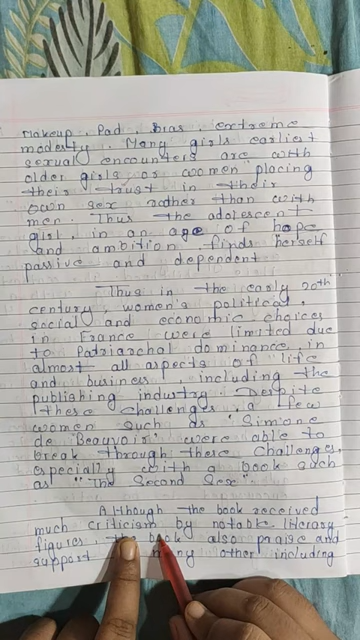 Makeup, Pad, Bras, extreme
modesty. Many girls earliest
sexual encounters are with
older girls or women placing
their trust in their
own sex rather than with
men. Thus the adolescent
girl, in an age of hope
and ambition finds herself
passive and dependent
Thus in the early 20th
century, women's political,
social and economic choices
in France were limited due
to Patriarchal dominance in
almost all aspects of life
and business, including the
publishing industry. Despite
these challenges, a few
women such as "Simone
de Beauvoir" were able to
break through these challenges,
especially with a book such
as "The Second Sex".
Although the book received
much criticism by notable literary
figures, the book also praise and
support many other including